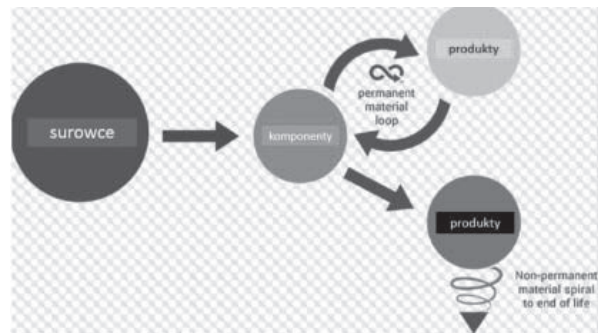 surowce
komponenty
produkty
permanent
material
loop
produkty
Non-permanent
material spiral
to end of life